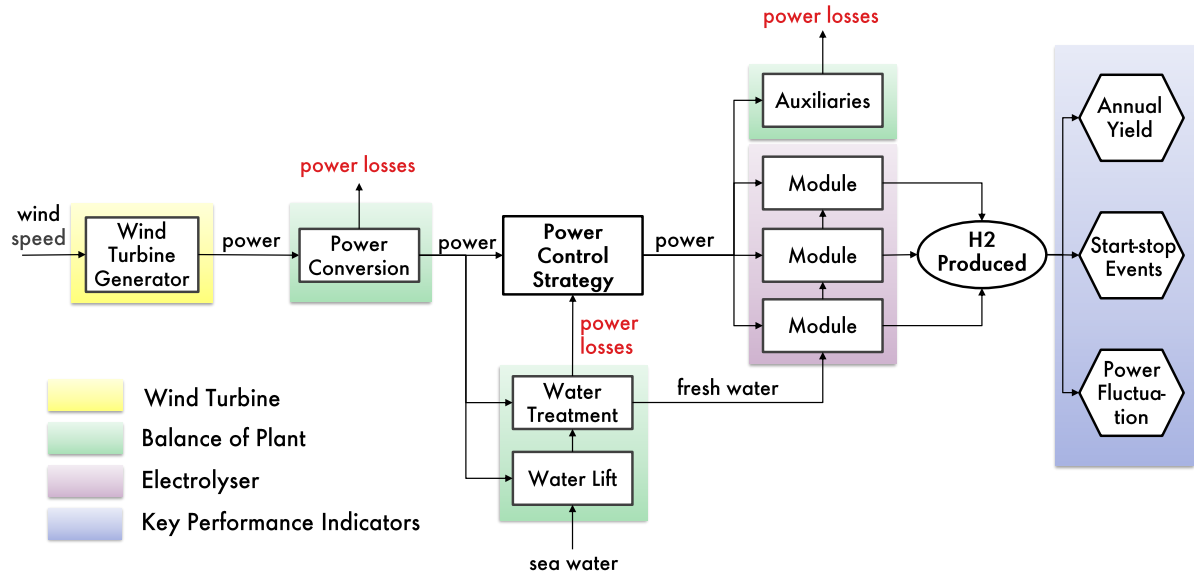 power losses
Auxiliaries
Annual
Yield
power losses
Module
wind
speed
Wind
Turbine
Generator
power
Power
Conversion
power
Power
Control
Strategy
power
Module
H2
Produced
Start-stop
Events
Module
power
losses
Water
Treatment
fresh water
Power
Fluctua-
tion
Water Lift
sea water
Wind Turbine
Balance of Plant
Electrolyser
Key Performance Indicators